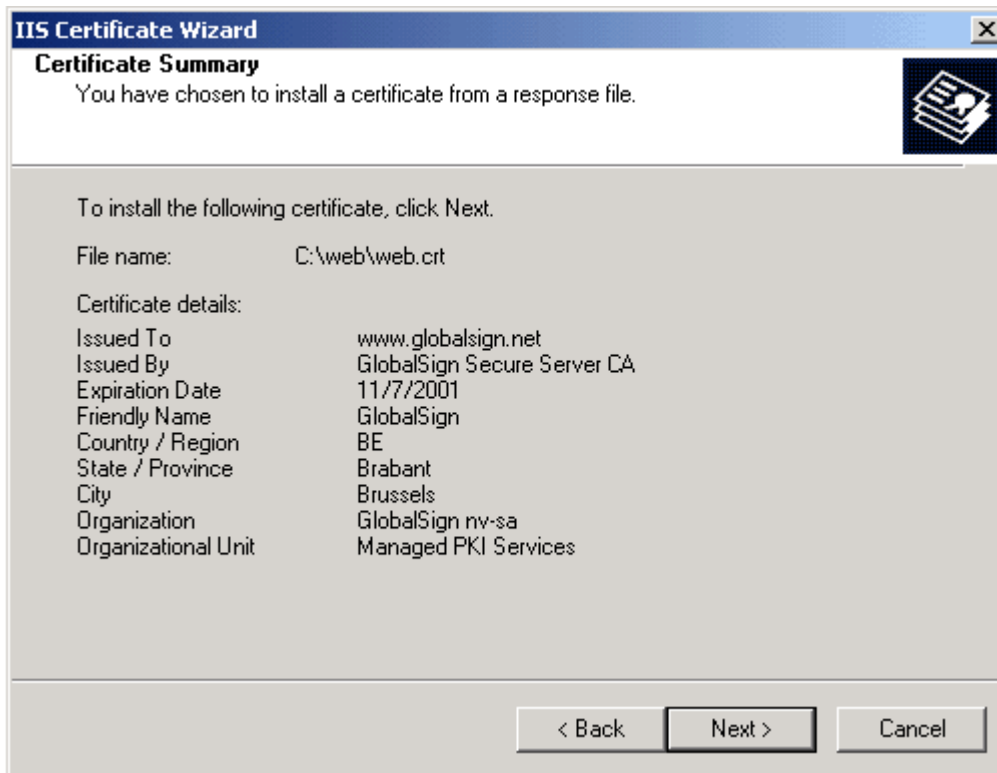 IIS Certificate Wizard
Certificate Summary
You have chosen to install a certificate from a response file.
To install the following certificate, click Next.
File name: C:\web\web.crt
Certificate details:
Issued To www.globalsign.net
Issued By GlobalSign Secure Server CA
Expiration Date 11/7/2001
Friendly Name GlobalSign
Country / Region BE
State / Province Brabant
City Brussels
Organization GlobalSign nv-sa
Organizational Unit Managed PKI Services
< Back Next > Cancel